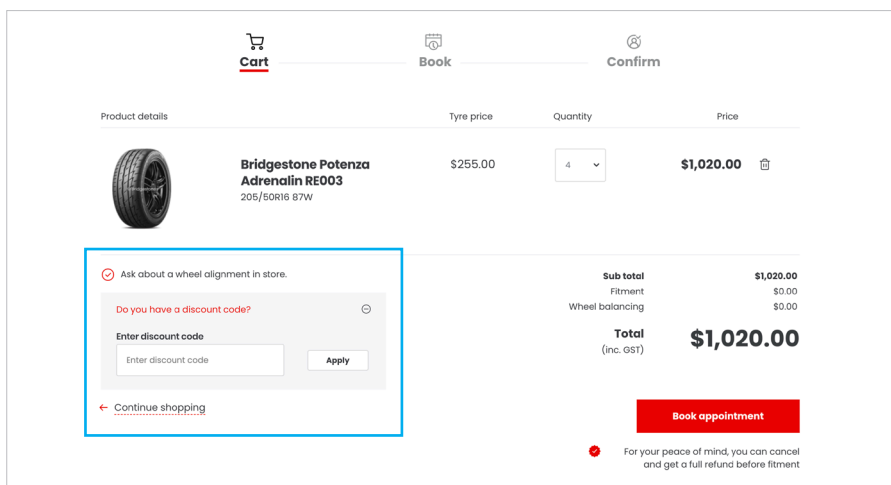 Cart
Book
Confirm
Product details
Tyre price
Quantity
Price
Bridgestone Potenza
Adrenalin RE003
205/50R16 87W
$255.00
4
$1,020.00
Ask about a wheel alignment in store.
Do you have a discount code?
Enter discount code
Enter discount code
Apply
Continue shopping
Sub total $1,020.00
Fitment $0.00
Wheel balancing $0.00
Total $1,020.00
(inc. GST)
Book appointment
For your peace of mind, you can cancel
and get a full refund before fitment